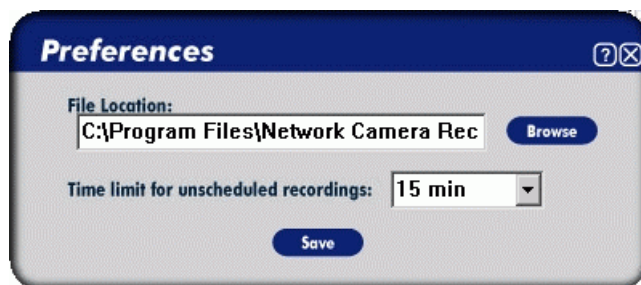 Preferences
?
File Location:
C:\Program Files\Network Camera Rec
Browse
Time limit for unscheduled recordings:
15 min
Save